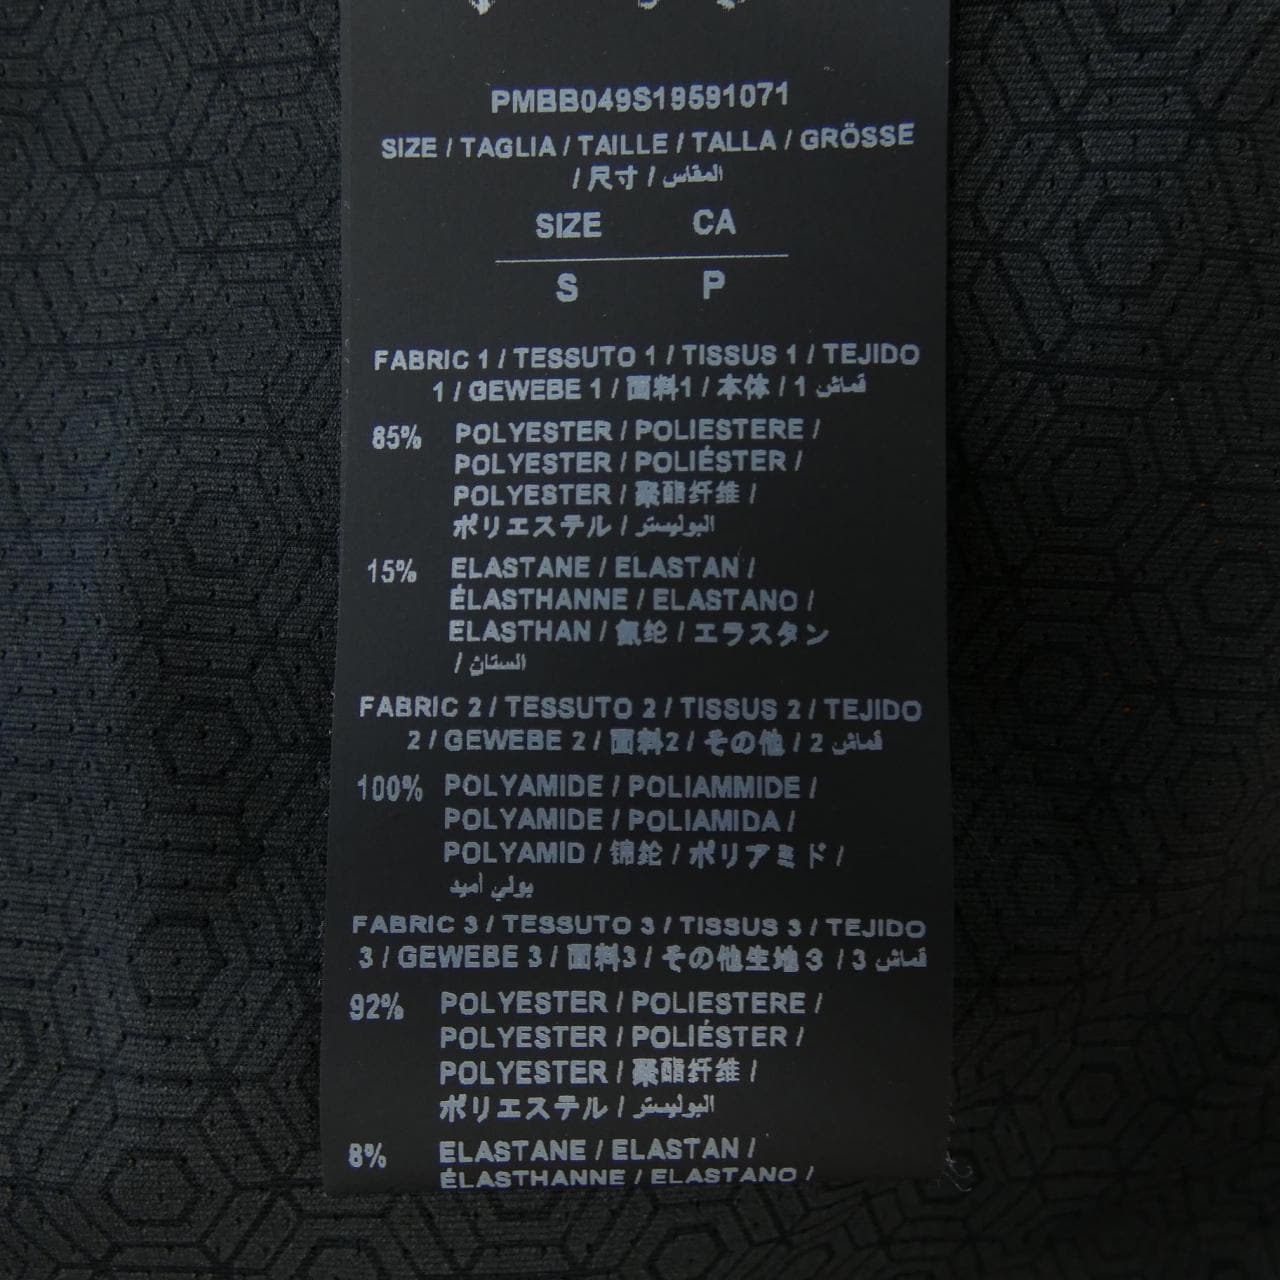 PMBB049S19591071
SIZE / TAGLIA / TAILLE / TALLA / GRÖSSE
/ 尺寸 / المقاس
SIZE CA
S P
FABRIC 1 / TESSUTO 1 / TISSUS 1 / TEJIDO
1 / GEWEBE 1 / 面料1 / 本体 / 1 قماش
85% POLYESTER / POLIESTERE /
POLYESTER / POLIÉSTER /
POLYESTER / 聚酯纤维 /
ポリエステル / البوليستر
15% ELASTANE / ELASTAN /
ÉLASTHANNE / ELASTANO /
ELASTHAN / 氨纶 / エラスタン
/ الستان
FABRIC 2 / TESSUTO 2 / TISSUS 2 / TEJIDO
2 / GEWEBE 2 / 面料2 / その他 / 2 قماش
100% POLYAMIDE / POLIAMMIDE /
POLYAMIDE / POLIAMIDA /
POLYAMID / 锦纶 / ポリアミド /
بولي أميد
FABRIC 3 / TESSUTO 3 / TISSUS 3 / TEJIDO
3 / GEWEBE 3 / 面料3 / その他生地３ / 3 قماش
92% POLYESTER / POLIESTERE /
POLYESTER / POLIÉSTER /
POLYESTER / 聚酯纤维 /
ポリエステル / البوليستر
8% ELASTANE / ELASTAN /
ÉLASTHANNE / ELASTANO /